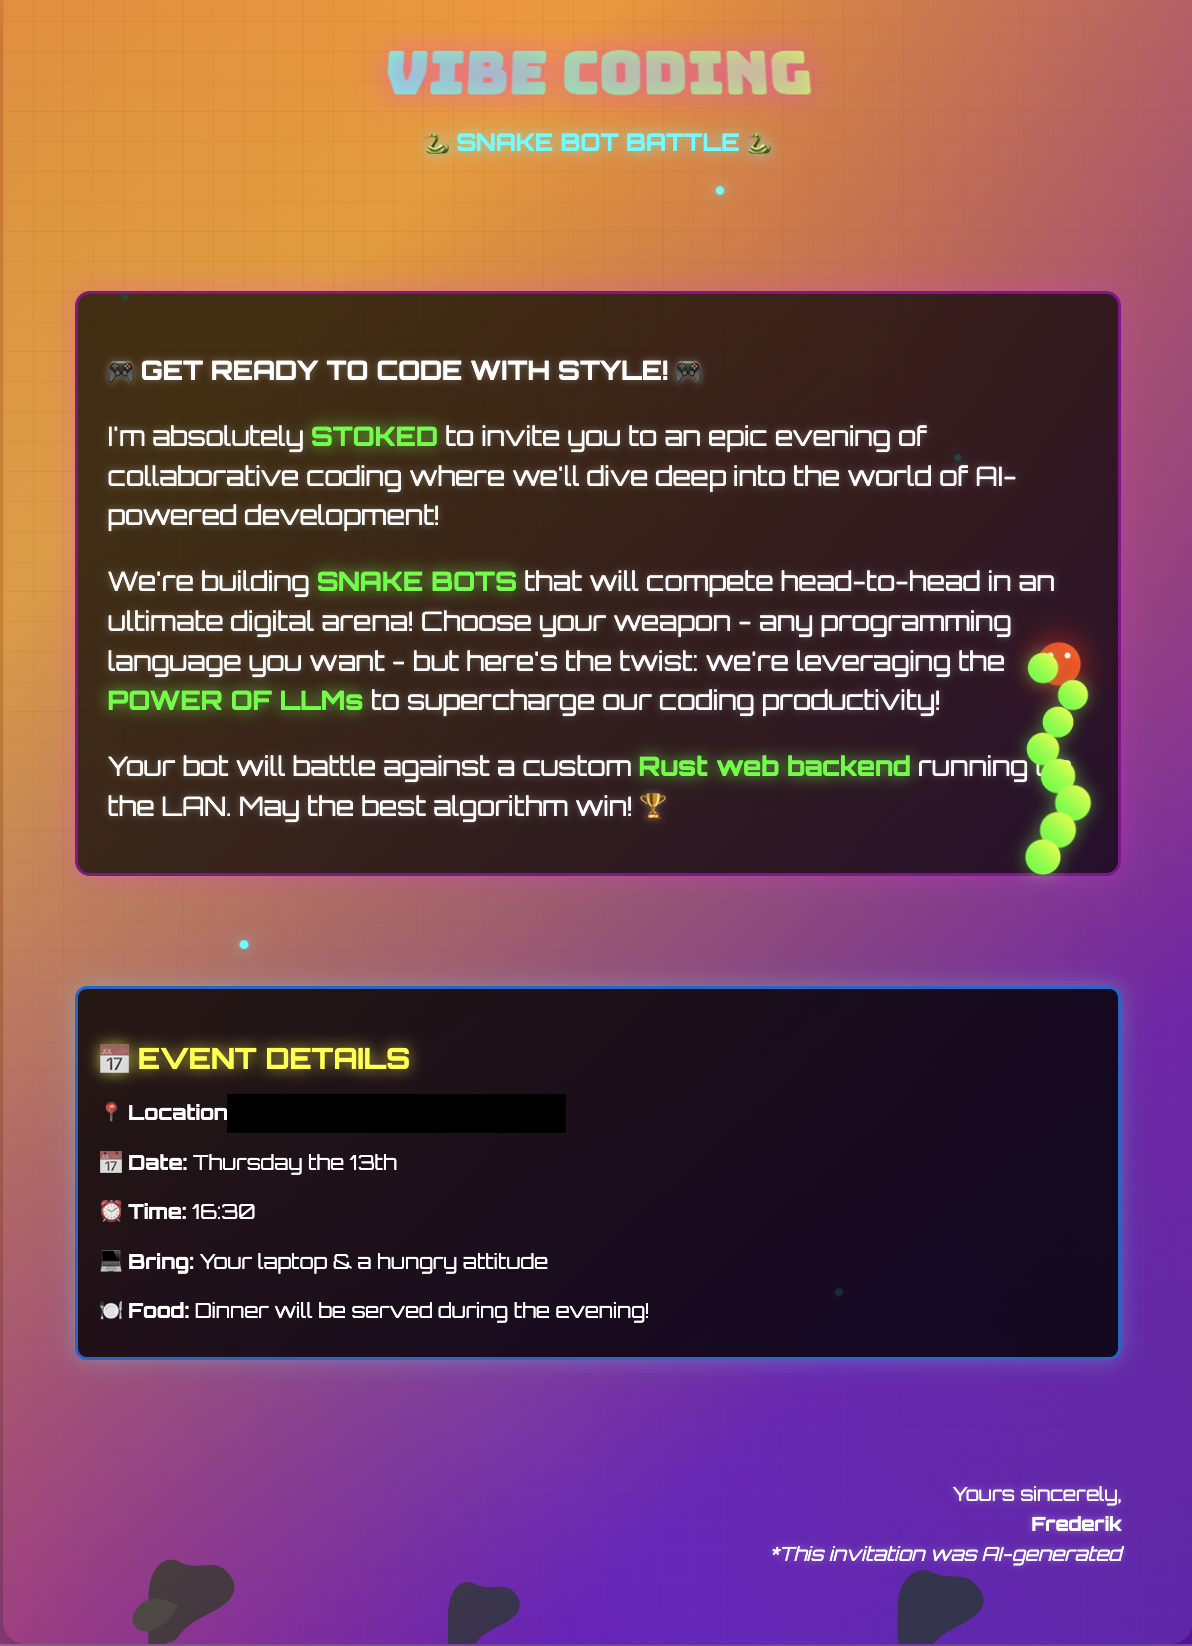 VIBE CODING
🐍 SNAKE BOT BATTLE 🐍
🎮 GET READY TO CODE WITH STYLE! 🎮
I'm absolutely STOKED to invite you to an epic evening of
collaborative coding where we'll dive deep into the world of AI-
powered development!
We're building SNAKE BOTS that will compete head-to-head in an
ultimate digital arena! Choose your weapon - any programming
language you want - but here's the twist: we're leveraging the
POWER OF LLMs to supercharge our coding productivity!
Your bot will battle against a custom Rust web backend running
the LAN. May the best algorithm win! 🏆
📅 EVENT DETAILS
📍 Location
📅 Date: Thursday the 13th
⏰ Time: 16:30
💻 Bring: Your laptop & a hungry attitude
🍽️ Food: Dinner will be served during the evening!
Yours sincerely,
Frederik
*This invitation was AI-generated